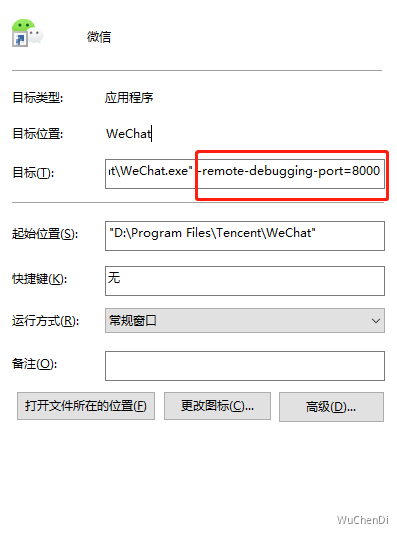 微信
目标类型: 应用程序
目标位置: WeChat
目标(T): ıt\WeChat.exe" -remote-debugging-port=8000
起始位置(S): "D:\Program Files\Tencent\WeChat"
快捷键(K): 无
运行方式(R): 常规窗口
备注(O):
打开文件所在的位置(F) 更改图标(C)... 高级(D)...
WuChenDi